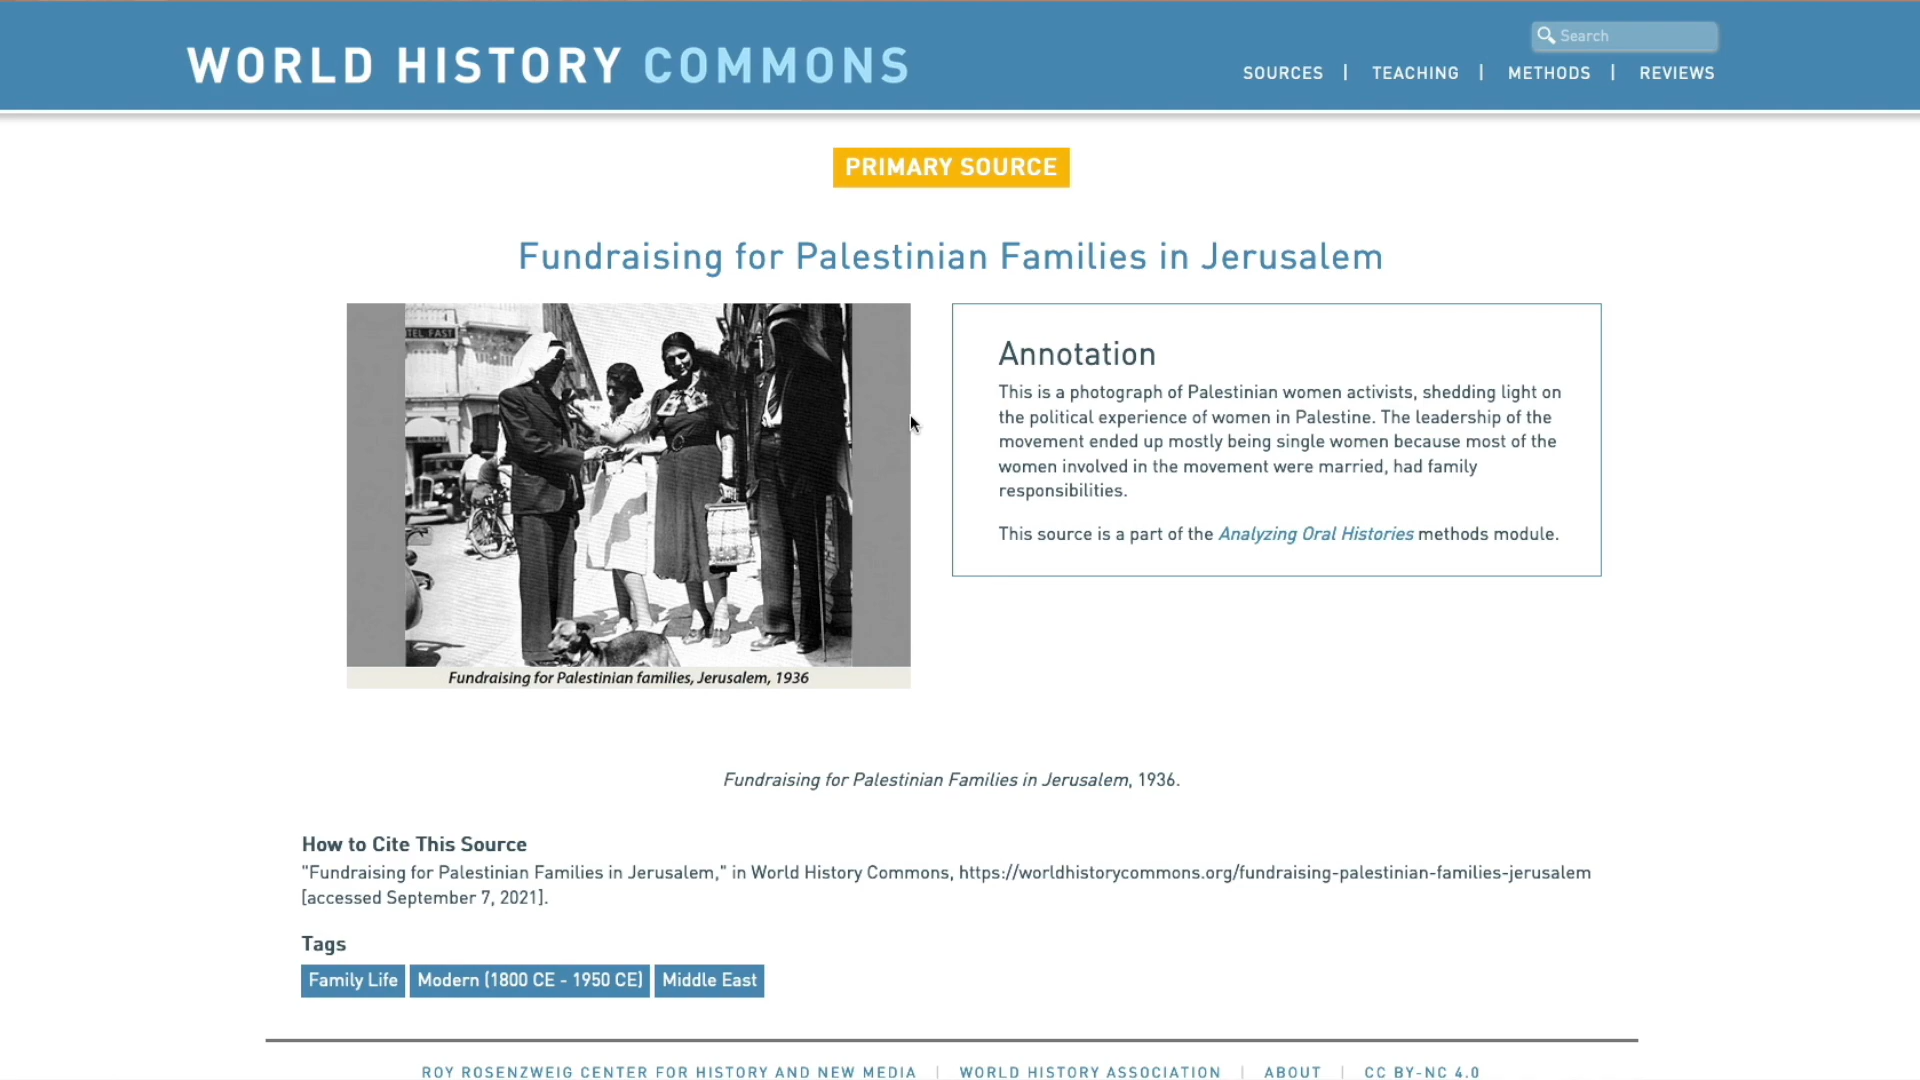 WORLD HISTORY COMMONS
Search
SOURCES | TEACHING | METHODS | REVIEWS
PRIMARY SOURCE
Fundraising for Palestinian Families in Jerusalem
TEL FAST
Fundraising for Palestinian families, Jerusalem, 1936
Annotation
This is a photograph of Palestinian women activists, shedding light on
the political experience of women in Palestine. The leadership of the
movement ended up mostly being single women because most of the
women involved in the movement were married, had family
responsibilities.
This source is a part of the Analyzing Oral Histories methods module.
Fundraising for Palestinian Families in Jerusalem, 1936.
How to Cite This Source
"Fundraising for Palestinian Families in Jerusalem," in World History Commons, https://worldhistorycommons.org/fundraising-palestinian-families-jerusalem
[accessed September 7, 2021].
Tags
Family Life Modern (1800 CE - 1950 CE) Middle East
ROY ROSENZWEIG CENTER FOR HISTORY AND NEW MEDIA | WORLD HISTORY ASSOCIATION | ABOUT | CC BY-NC 4.0